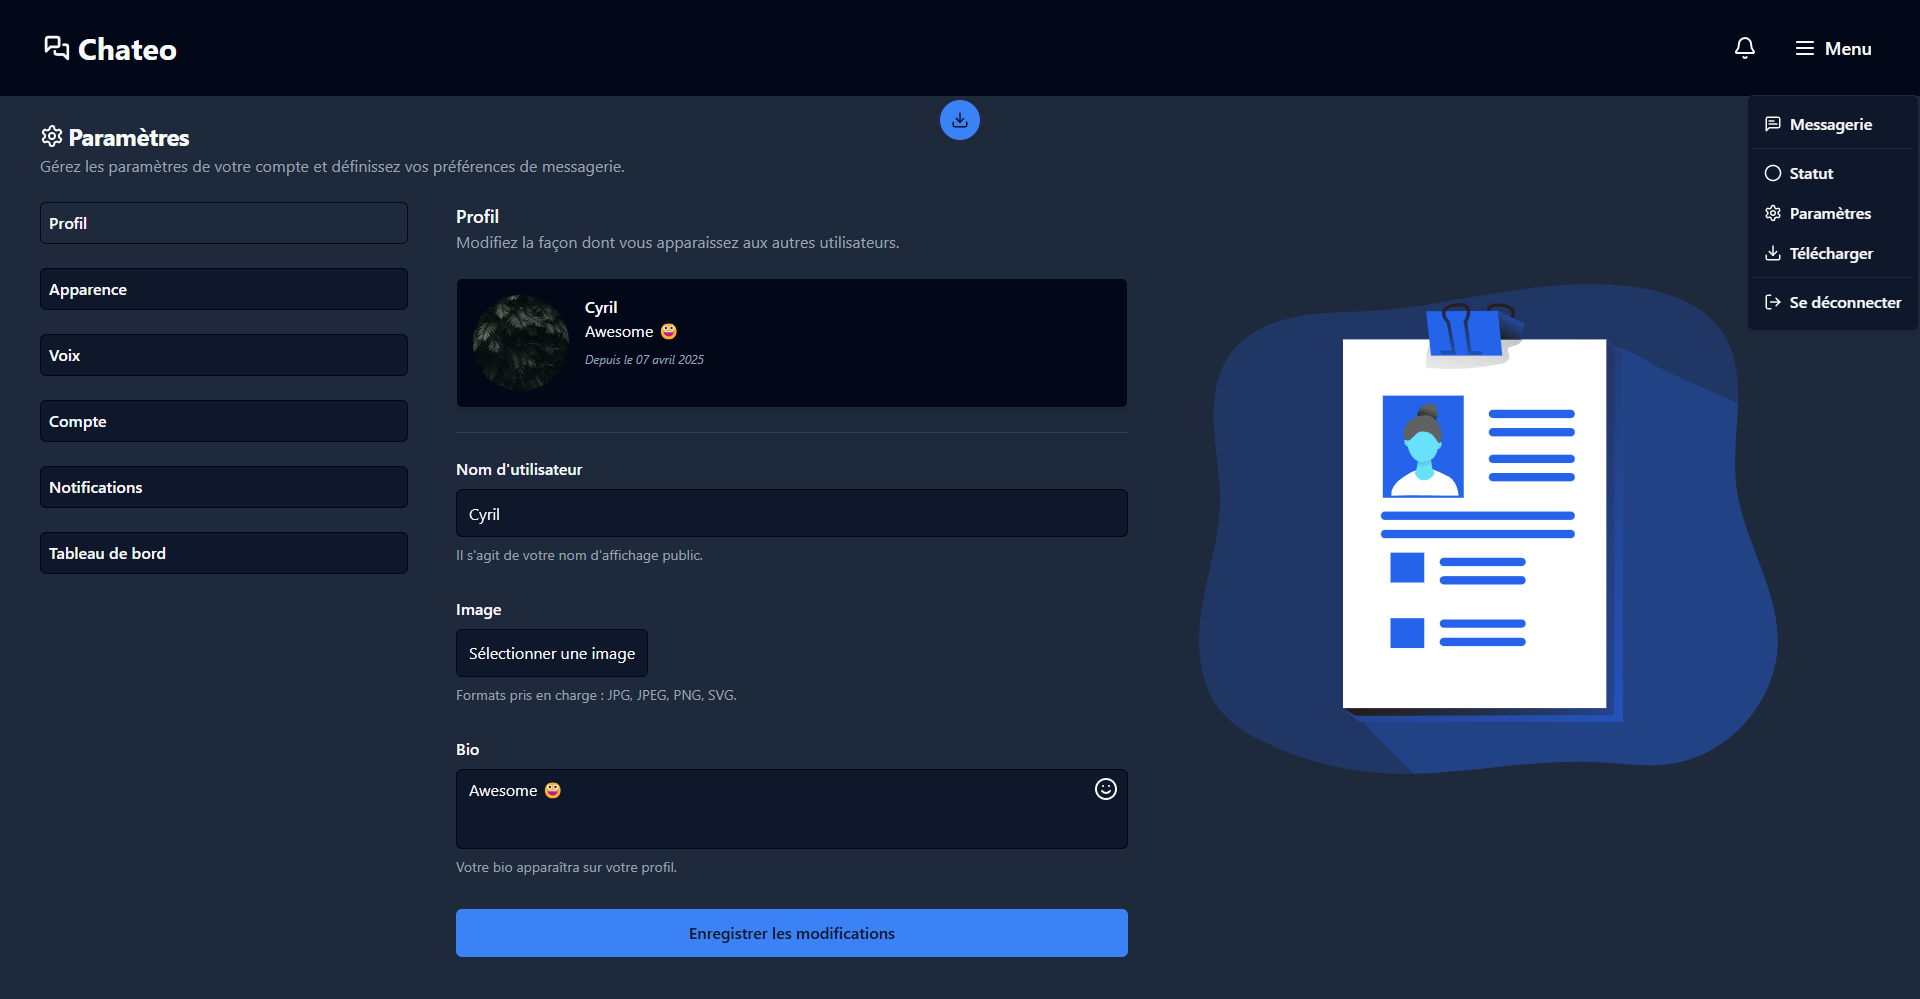 Chateo
Menu
Messagerie
Statut
Paramètres
Télécharger
Se déconnecter
Paramètres
Gérez les paramètres de votre compte et définissez vos préférences de messagerie.
Profil
Apparence
Voix
Compte
Notifications
Tableau de bord
Profil
Modifiez la façon dont vous apparaissez aux autres utilisateurs.
Cyril
Awesome 😀
Depuis le 07 avril 2025
Nom d'utilisateur
Cyril
Il s'agit de votre nom d'affichage public.
Image
Sélectionner une image
Formats pris en charge : JPG, JPEG, PNG, SVG.
Bio
Awesome 😀
Votre bio apparaîtra sur votre profil.
Enregistrer les modifications